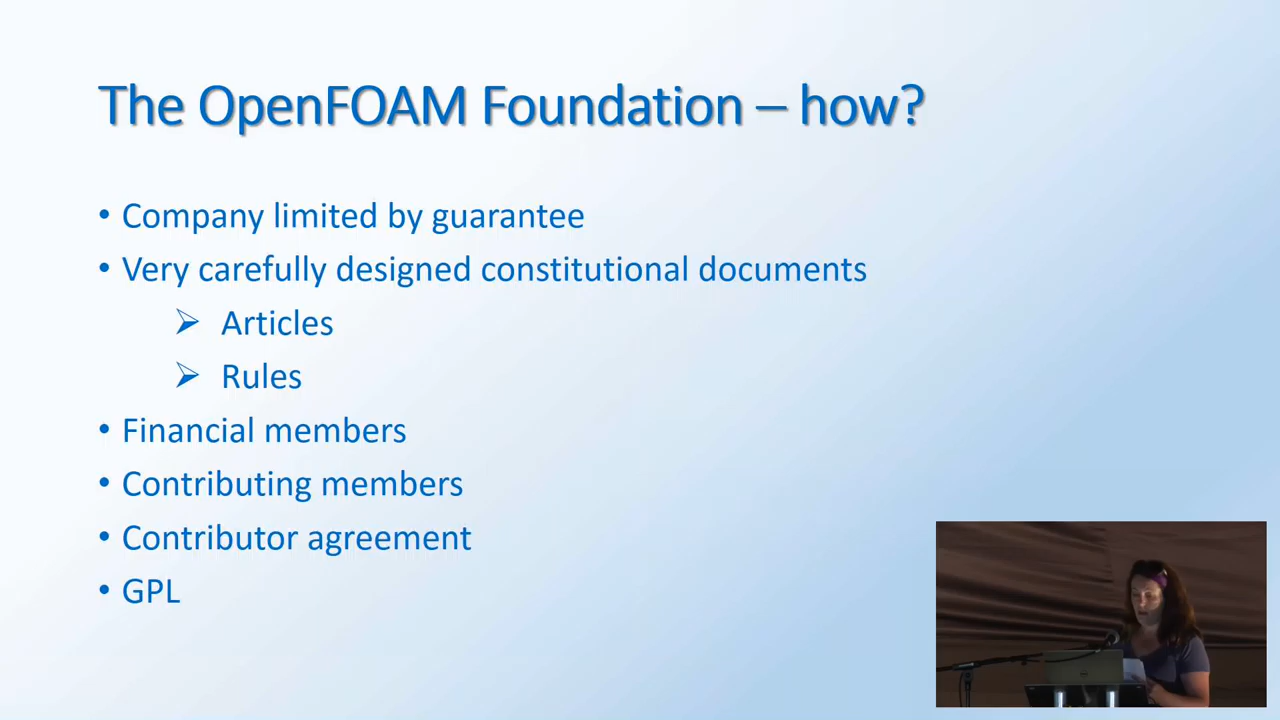 The OpenFOAM Foundation – how?
• Company limited by guarantee
• Very carefully designed constitutional documents
➢ Articles
➢ Rules
• Financial members
• Contributing members
• Contributor agreement
• GPL